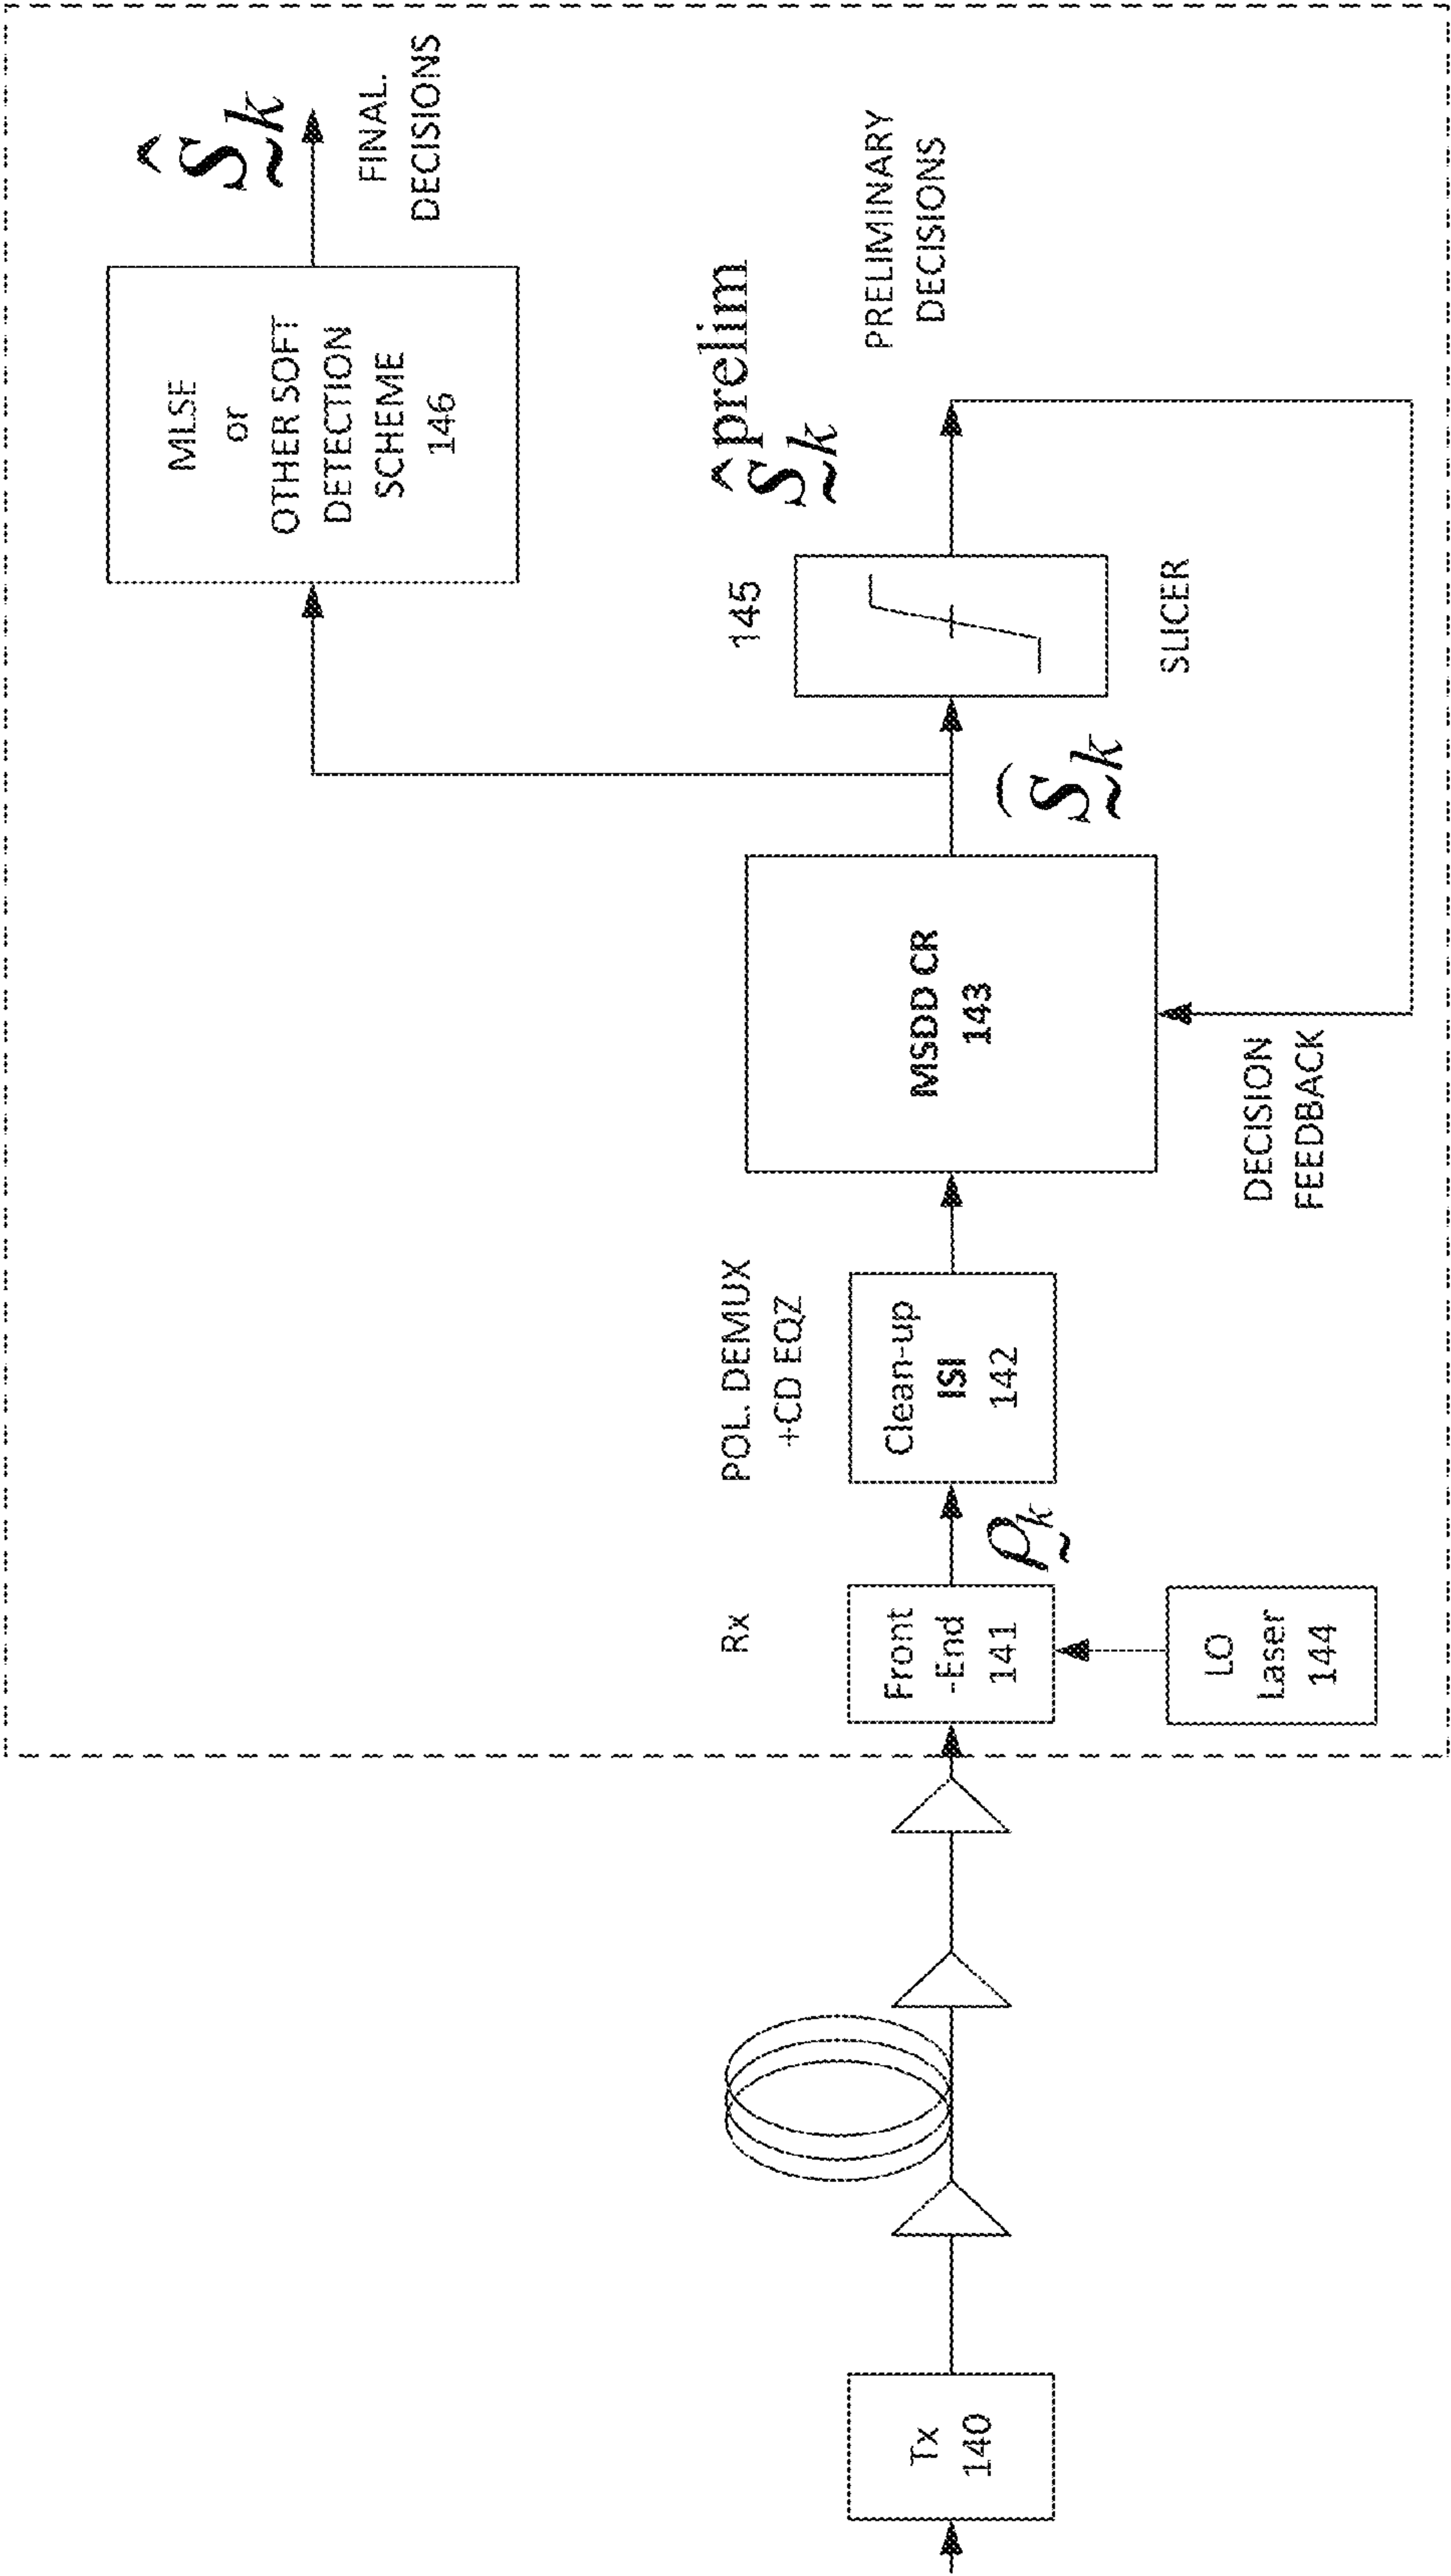 Tx
140
Rx
Front
-End
141
LO
Laser
144
ρ̰k
POL. DEMUX
+CD EQZ
Clean-up
ISI
142
MSDD CR
143
DECISION
FEEDBACK
S̰k
145
SLICER
Ŝ̰k prelim
PRELIMINARY
DECISIONS
MLSE
or
OTHER SOFT
DETECTION
SCHEME
146
Ŝ̰k
FINAL.
DECISIONS